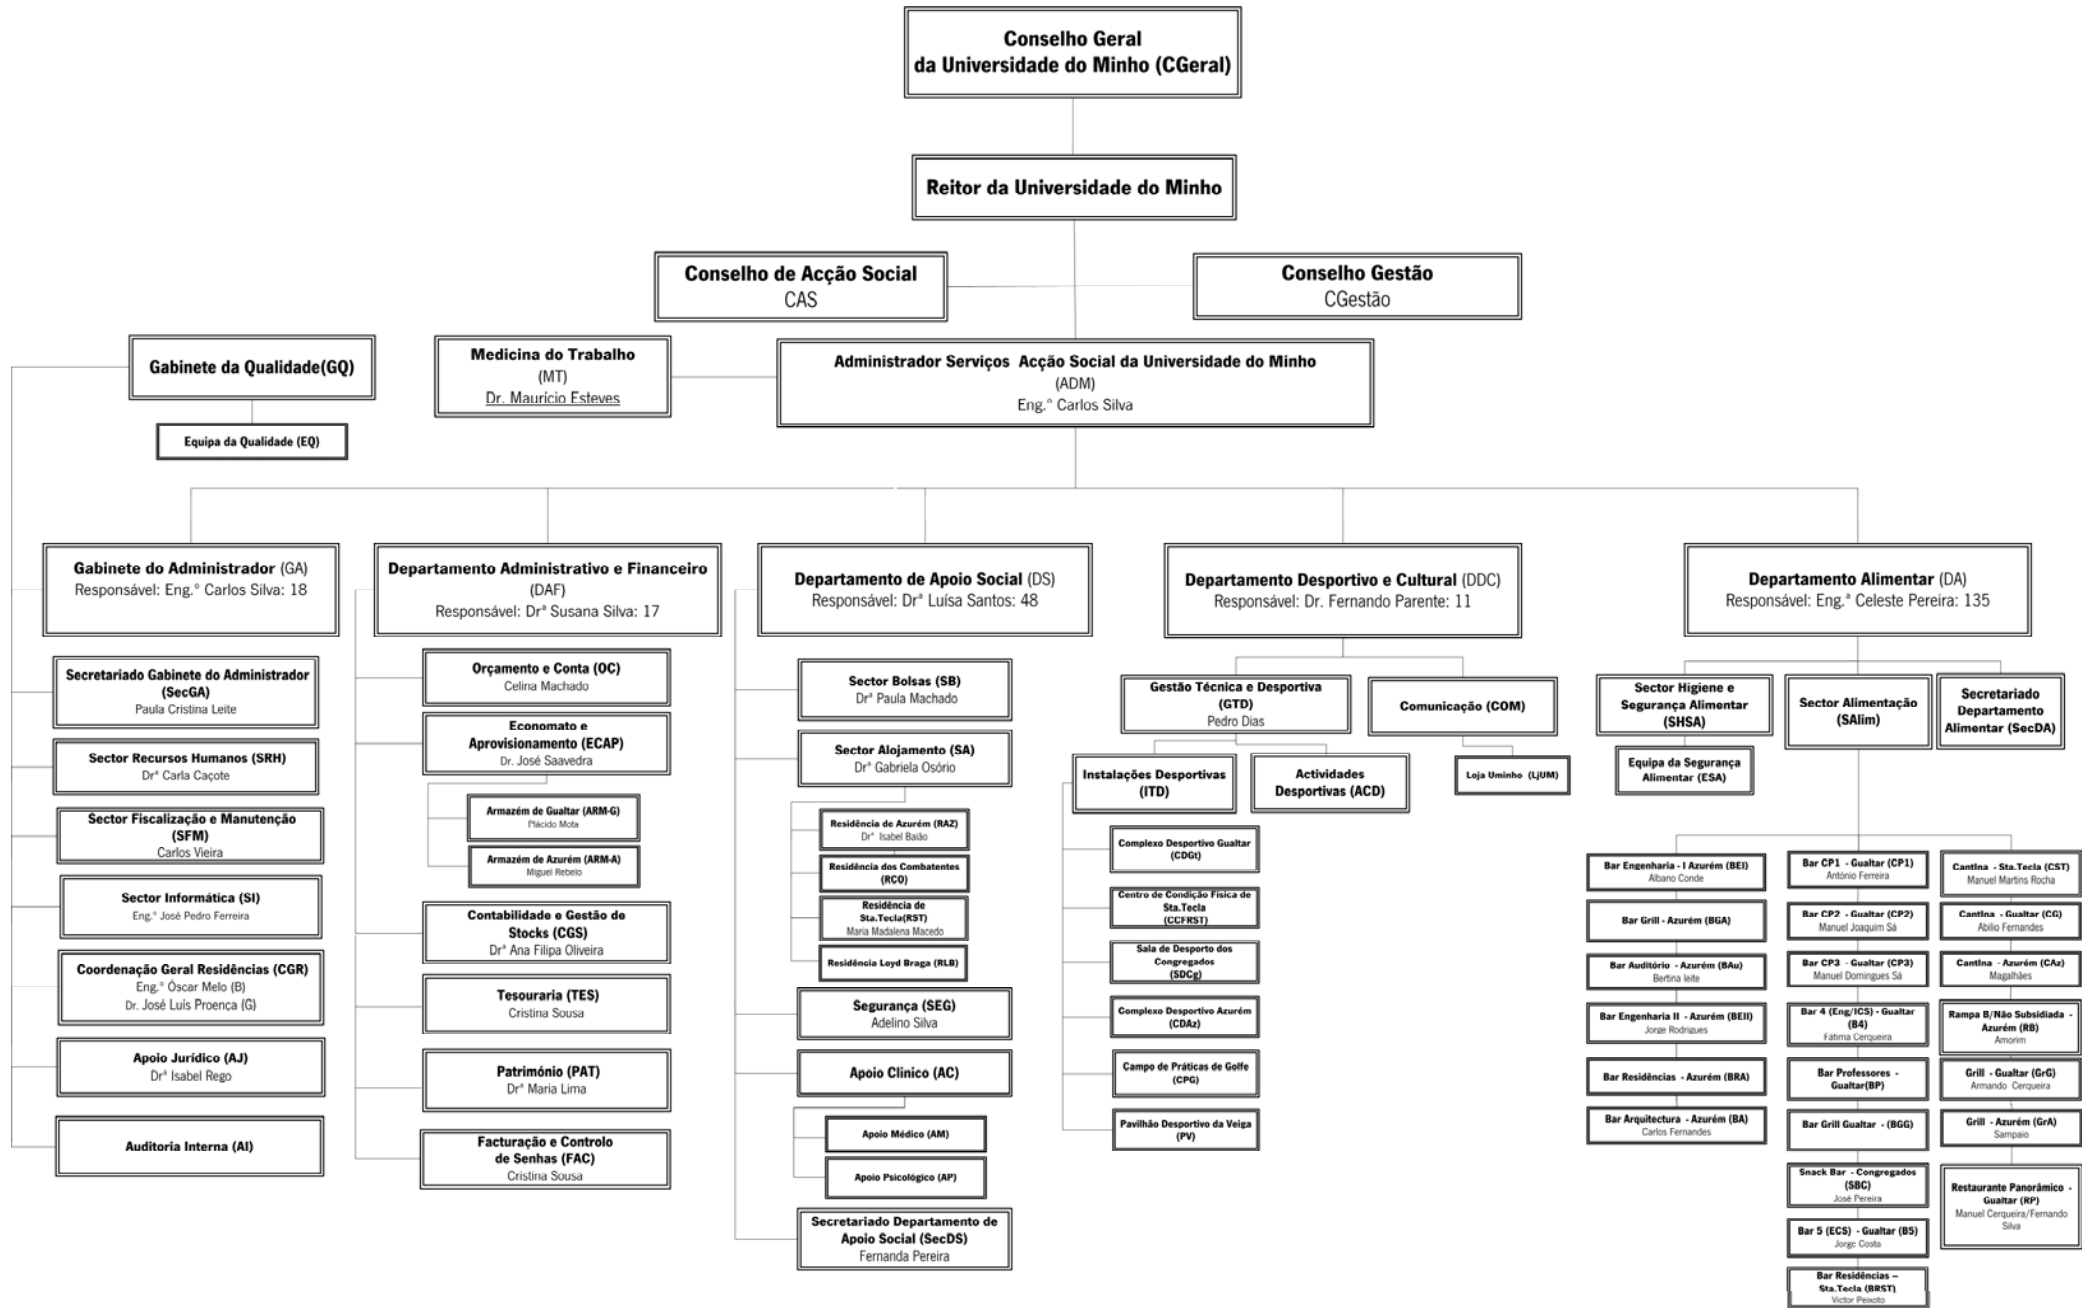 Conselho Geral
da Universidade do Minho (CGeral)
Reitor da Universidade do Minho
Conselho de Acção Social
CAS
Conselho Gestão
CGestão
Gabinete da Qualidade(GQ)
Equipa da Qualidade (EQ)
Medicina do Trabalho
(MT)
Dr. Maurício Esteves
Administrador Serviços Acção Social da Universidade do Minho
(ADM)
Eng.º Carlos Silva
Gabinete do Administrador (GA)
Responsável: Eng.º Carlos Silva: 18
Secretariado Gabinete do Administrador
(SecGA)
Paula Cristina Leite
Sector Recursos Humanos (SRH)
Drª Carla Caçote
Sector Fiscalização e Manutenção
(SFM)
Carlos Vieira
Sector Informática (SI)
Eng.º José Pedro Ferreira
Coordenação Geral Residências (CGR)
Eng.º Óscar Melo (B)
Dr. José Luís Proença (G)
Apoio Jurídico (AJ)
Drª Isabel Rego
Auditoria Interna (AI)
Departamento Administrativo e Financeiro
(DAF)
Responsável: Drª Susana Silva: 17
Orçamento e Conta (OC)
Celina Machado
Economato e
Aprovisionamento (ECAP)
Dr. José Saavedra
Armazém de Gualtar (ARM-G)
Plácido Mota
Armazém de Azurém (ARM-A)
Miguel Rebelo
Contabilidade e Gestão de
Stocks (CGS)
Drª Ana Filipa Oliveira
Tesouraria (TES)
Cristina Sousa
Património (PAT)
Drª Maria Lima
Facturação e Controlo
de Senhas (FAC)
Cristina Sousa
Departamento de Apoio Social (DS)
Responsável: Drª Luísa Santos: 48
Sector Bolsas (SB)
Drª Paula Machado
Sector Alojamento (SA)
Drª Gabriela Osório
Residência de Azurém (RAZ)
Drª Isabel Baião
Residência dos Combatentes
(RCO)
Residência de
Sta.Tecla(RST)
Maria Madalena Macedo
Residência Loyd Braga (RLB)
Segurança (SEG)
Adelino Silva
Apoio Clinico (AC)
Apoio Médico (AM)
Apoio Psicológico (AP)
Secretariado Departamento de
Apoio Social (SecDS)
Fernanda Pereira
Departamento Desportivo e Cultural (DDC)
Responsável: Dr. Fernando Parente: 11
Gestão Técnica e Desportiva
(GTD)
Pedro Dias
Comunicação (COM)
Instalações Desportivas
(ITD)
Actividades
Desportivas (ACD)
Loja Uminho (LjUM)
Complexo Desportivo Gualtar
(CDGt)
Centro de Condição Física de
Sta.Tecla
(CCFRST)
Sala de Desporto dos
Congregados
(SDCg)
Complexo Desportivo Azurém
(CDAz)
Campo de Práticas de Golfe
(CPG)
Pavilhão Desportivo da Veiga
(PV)
Departamento Alimentar (DA)
Responsável: Eng.ª Celeste Pereira: 135
Sector Higiene e
Segurança Alimentar
(SHSA)
Equipa da Segurança
Alimentar (ESA)
Sector Alimentação
(SAlim)
Secretariado
Departamento
Alimentar (SecDA)
Bar Engenharia - I Azurém (BEI)
Albano Conde
Bar Grill - Azurém (BGA)
Bar Auditório - Azurém (BAu)
Bertina leite
Bar Engenharia II - Azurém (BEII)
Jorge Rodrigues
Bar Residências - Azurém (BRA)
Bar Arquitectura - Azurém (BA)
Carlos Fernandes
Bar CP1 - Gualtar (CP1)
António Ferreira
Bar CP2 - Gualtar (CP2)
Manuel Joaquim Sá
Bar CP3 - Gualtar (CP3)
Manuel Domingues Sá
Bar 4 (Eng/ICS) - Gualtar
(B4)
Fátima Cerqueira
Bar Professores -
Gualtar(BP)
Bar Grill Gualtar - (BGG)
Snack Bar - Congregados
(SBC)
José Pereira
Bar 5 (ECS) - Gualtar (B5)
Jorge Costa
Bar Residências –
Sta.Tecla (BRST)
Victor Peixoto
Cantina - Sta.Tecla (CST)
Manuel Martins Rocha
Cantina - Gualtar (CG)
Abílio Fernandes
Cantina - Azurém (CAz)
Magalhães
Rampa B/Não Subsidiada -
Azurém (RB)
Amorim
Grill - Gualtar (GrG)
Armando Cerqueira
Grill - Azurém (GrA)
Sampaio
Restaurante Panorâmico -
Gualtar (RP)
Manuel Cerqueira/Fernando
Silva